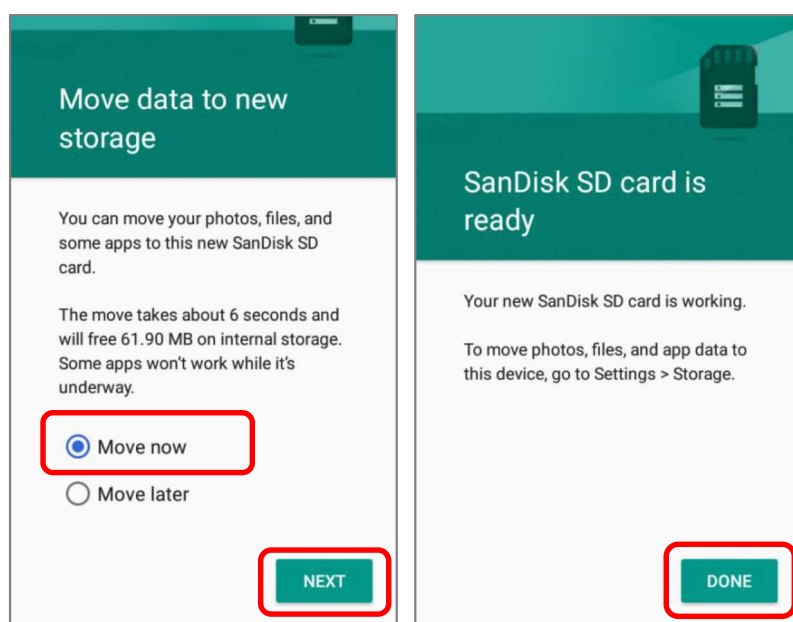 Move data to new
storage
You can move your photos, files, and
some apps to this new SanDisk SD
card.
The move takes about 6 seconds and
will free 61.90 MB on internal storage.
Some apps won't work while it's
underway.
Move now
Move later
NEXT
SanDisk SD card is
ready
Your new SanDisk SD card is working.
To move photos, files, and app data to
this device, go to Settings > Storage.
DONE